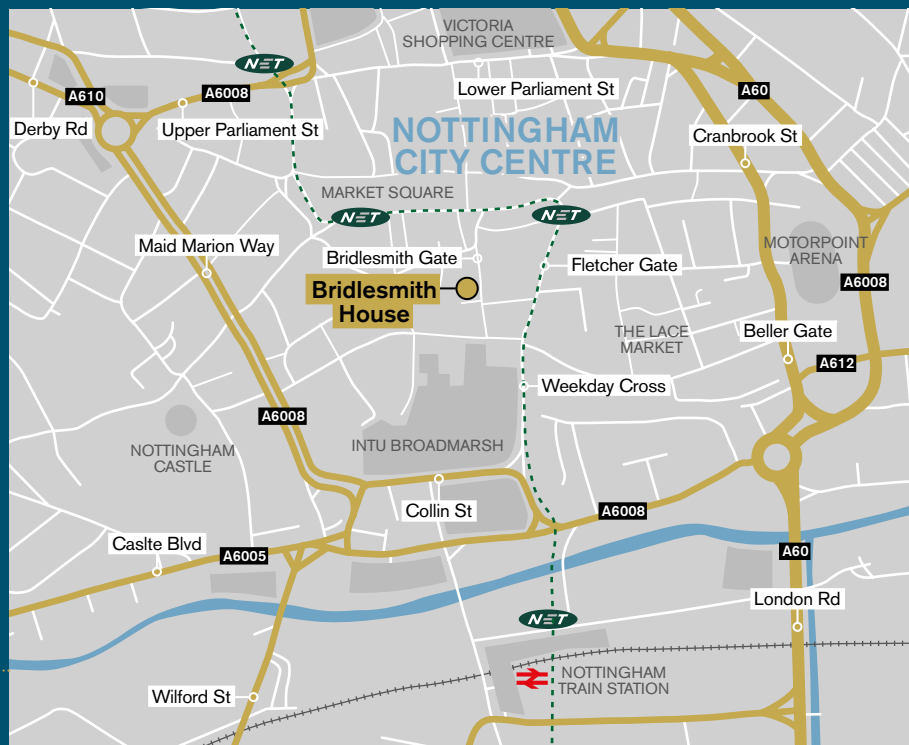 VICTORIA
SHOPPING CENTRE
NET
A610
A6008
Lower Parliament St
A60
Derby Rd
Upper Parliament St
NOTTINGHAM
CITY CENTRE
Cranbrook St
MARKET SQUARE
NET
NET
Maid Marion Way
Bridlesmith Gate
Fletcher Gate
MOTORPOINT
ARENA
A6008
Bridlesmith
House
THE LACE
MARKET
Beller Gate
A612
Weekday Cross
A6008
NOTTINGHAM
CASTLE
INTU BROADMARSH
Collin St
A6008
Caslte Blvd
A6005
A60
London Rd
NET
NOTTINGHAM
TRAIN STATION
Wilford St